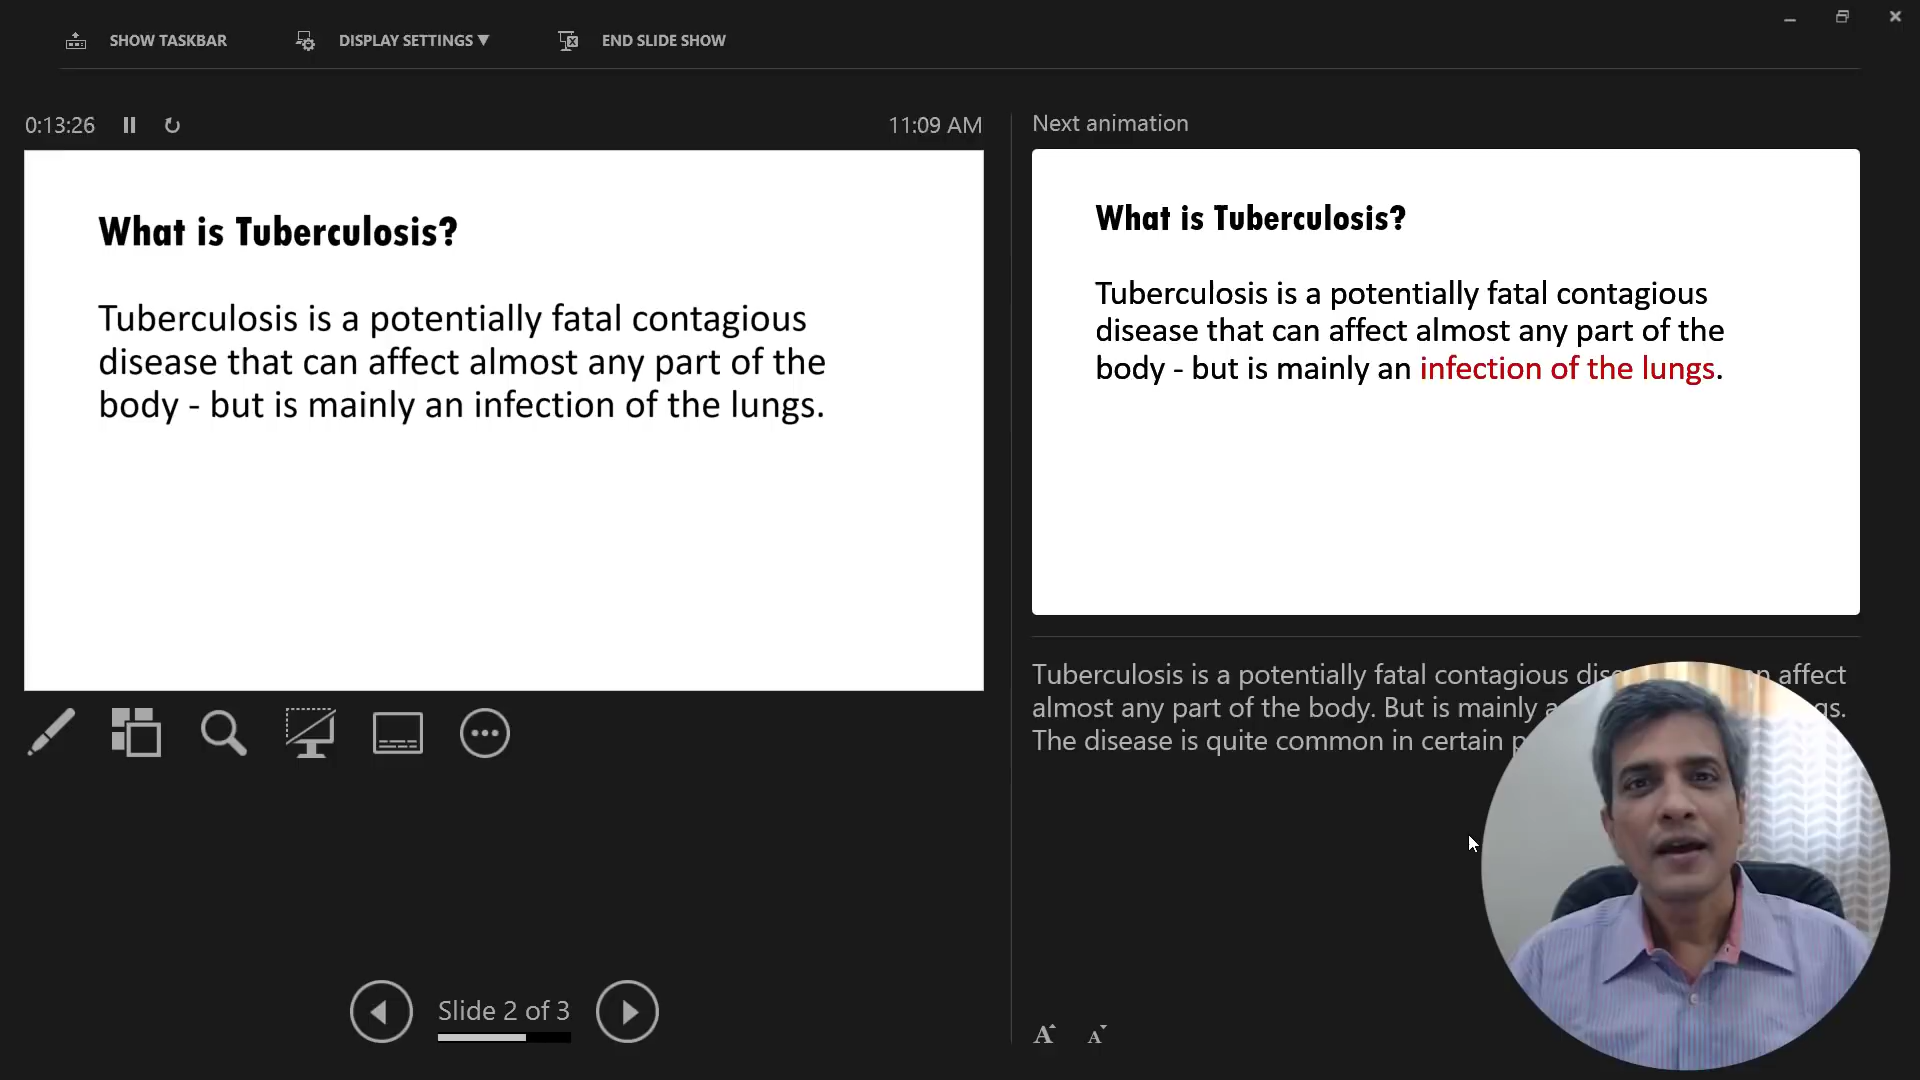 SHOW TASKBAR
DISPLAY SETTINGS ▼
END SLIDE SHOW
0:13:26
11:09 AM
What is Tuberculosis?
Tuberculosis is a potentially fatal contagious
disease that can affect almost any part of the
body - but is mainly an infection of the lungs.
Slide 2 of 3
Next animation
What is Tuberculosis?
Tuberculosis is a potentially fatal contagious
disease that can affect almost any part of the
body - but is mainly an infection of the lungs.
Tuberculosis is a potentially fatal contagious affect
almost any part of the body. But is mainly
The disease is quite common in certain
A A